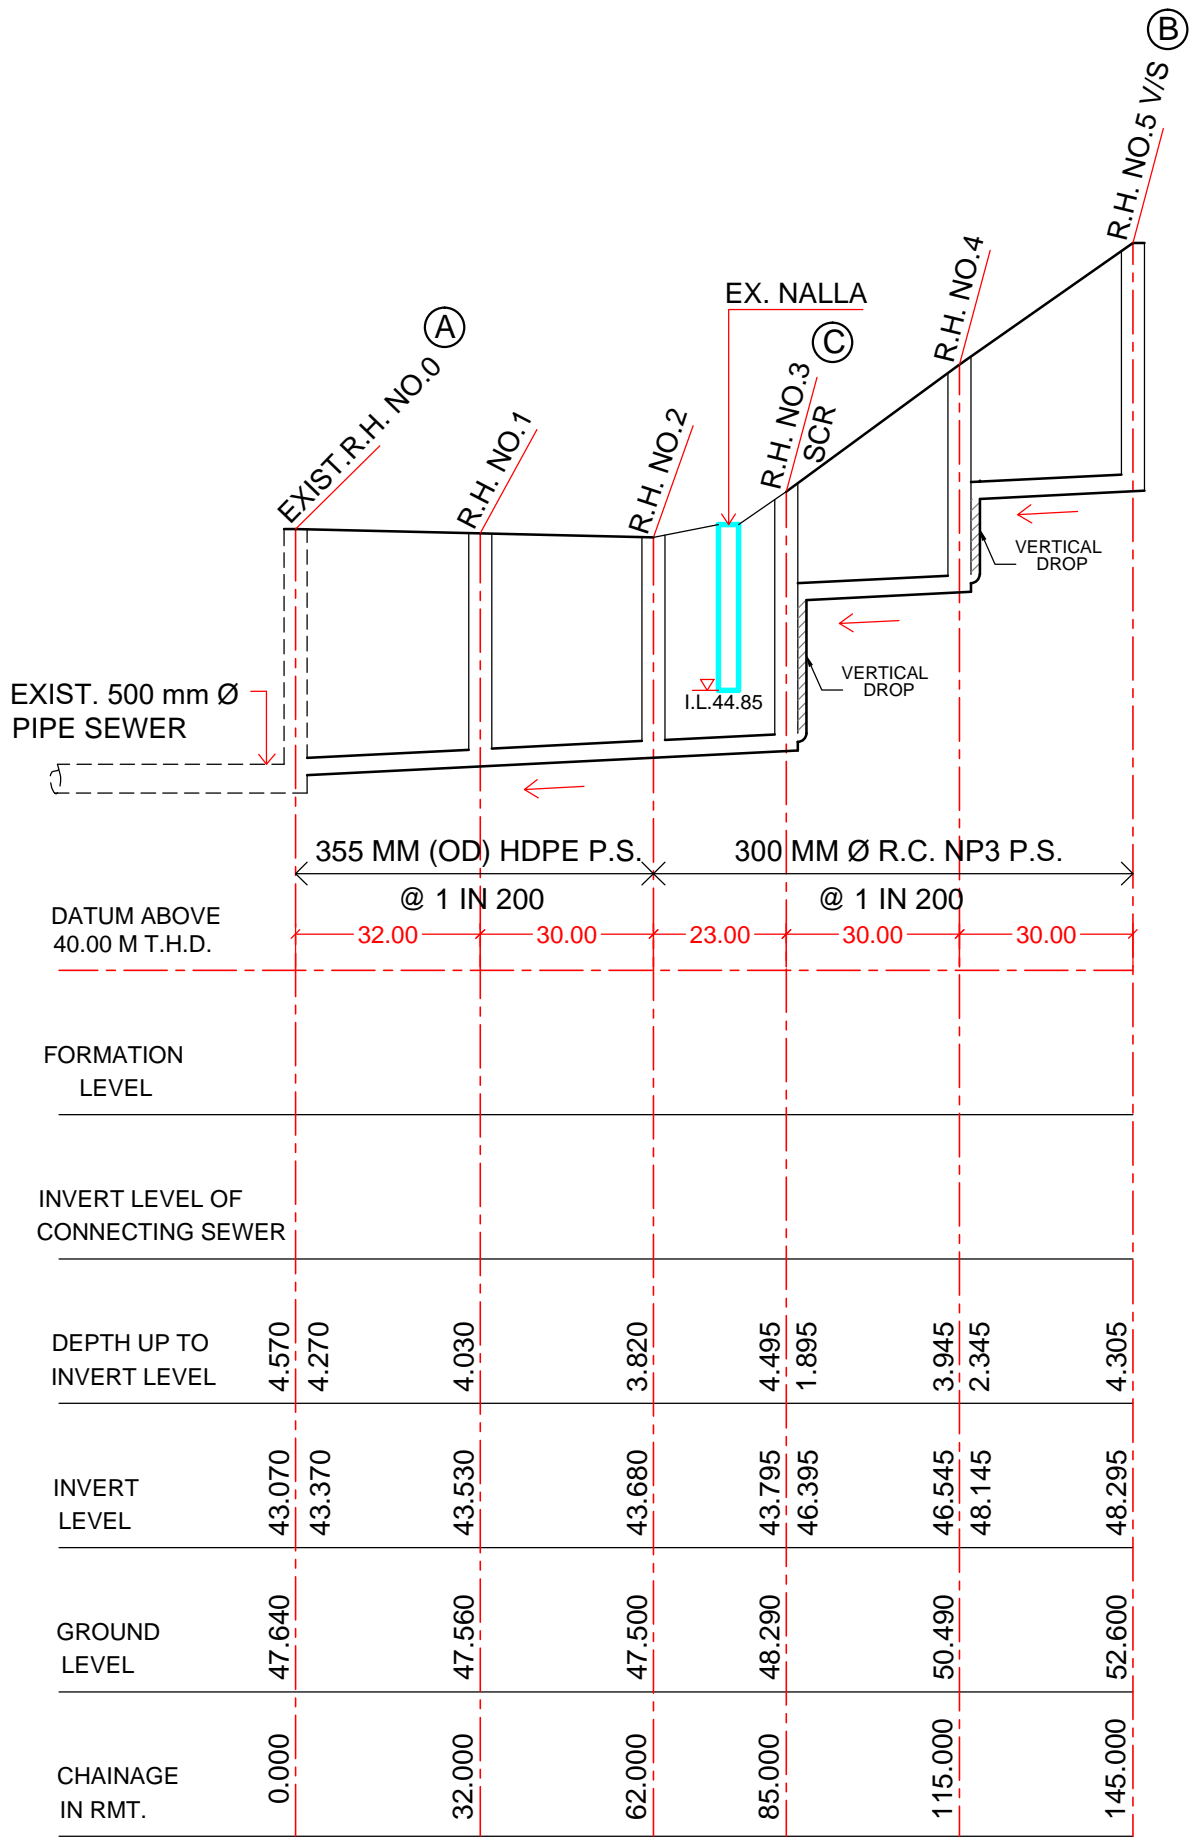 B
R.H. NO.5 V/S
R.H. NO.4
EX. NALLA
A
C
EXIST.R.H. NO.0
R.H. NO.1
R.H. NO.2
R.H. NO.3
SCR
VERTICAL
DROP
VERTICAL
DROP
EXIST. 500 mm Ø
PIPE SEWER
I.L.44.85
355 MM (OD) HDPE P.S.
@ 1 IN 200
300 MM Ø R.C. NP3 P.S.
@ 1 IN 200
DATUM ABOVE
40.00 M T.H.D.
32.00 30.00 23.00 30.00 30.00
FORMATION
LEVEL
INVERT LEVEL OF
CONNECTING SEWER
DEPTH UP TO
INVERT LEVEL
4.570 4.270 4.030 3.820 4.495 1.895 3.945 2.345 4.305
INVERT
LEVEL
43.070 43.370 43.530 43.680 43.795 46.395 46.545 48.145 48.295
GROUND
LEVEL
47.640 47.560 47.500 48.290 50.490 52.600
CHAINAGE
IN RMT.
0.000 32.000 62.000 85.000 115.000 145.000